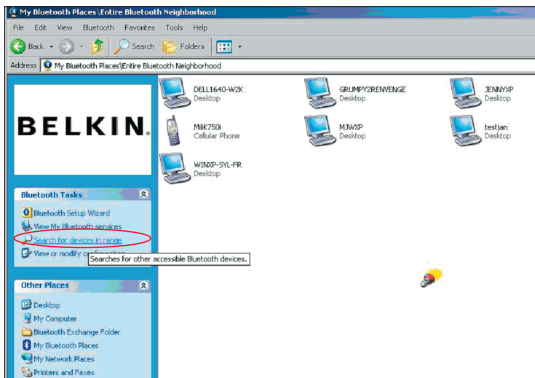 My Bluetooth Places\Entire Bluetooth Neighborhood
File Edit View Bluetooth Favorites Tools Help
Back Search Folders
Address My Bluetooth Places\Entire Bluetooth Neighborhood
DELL1640-W2K
Desktop
GRUMPY2RENVENGE
Desktop
JENNYXP
Desktop
BELKIN.
MiliK750i
Cellular Phone
MJWXP
Desktop
testjan
Desktop
WINXP-SYL-FR
Desktop
Bluetooth Tasks
Bluetooth Setup Wizard
View My Bluetooth services
Search for devices in range
View or modify
Searches for other accessible Bluetooth devices.
Other Places
Desktop
My Computer
Bluetooth Exchange Folder
My Bluetooth Places
My Network Places
Printers and Faxes